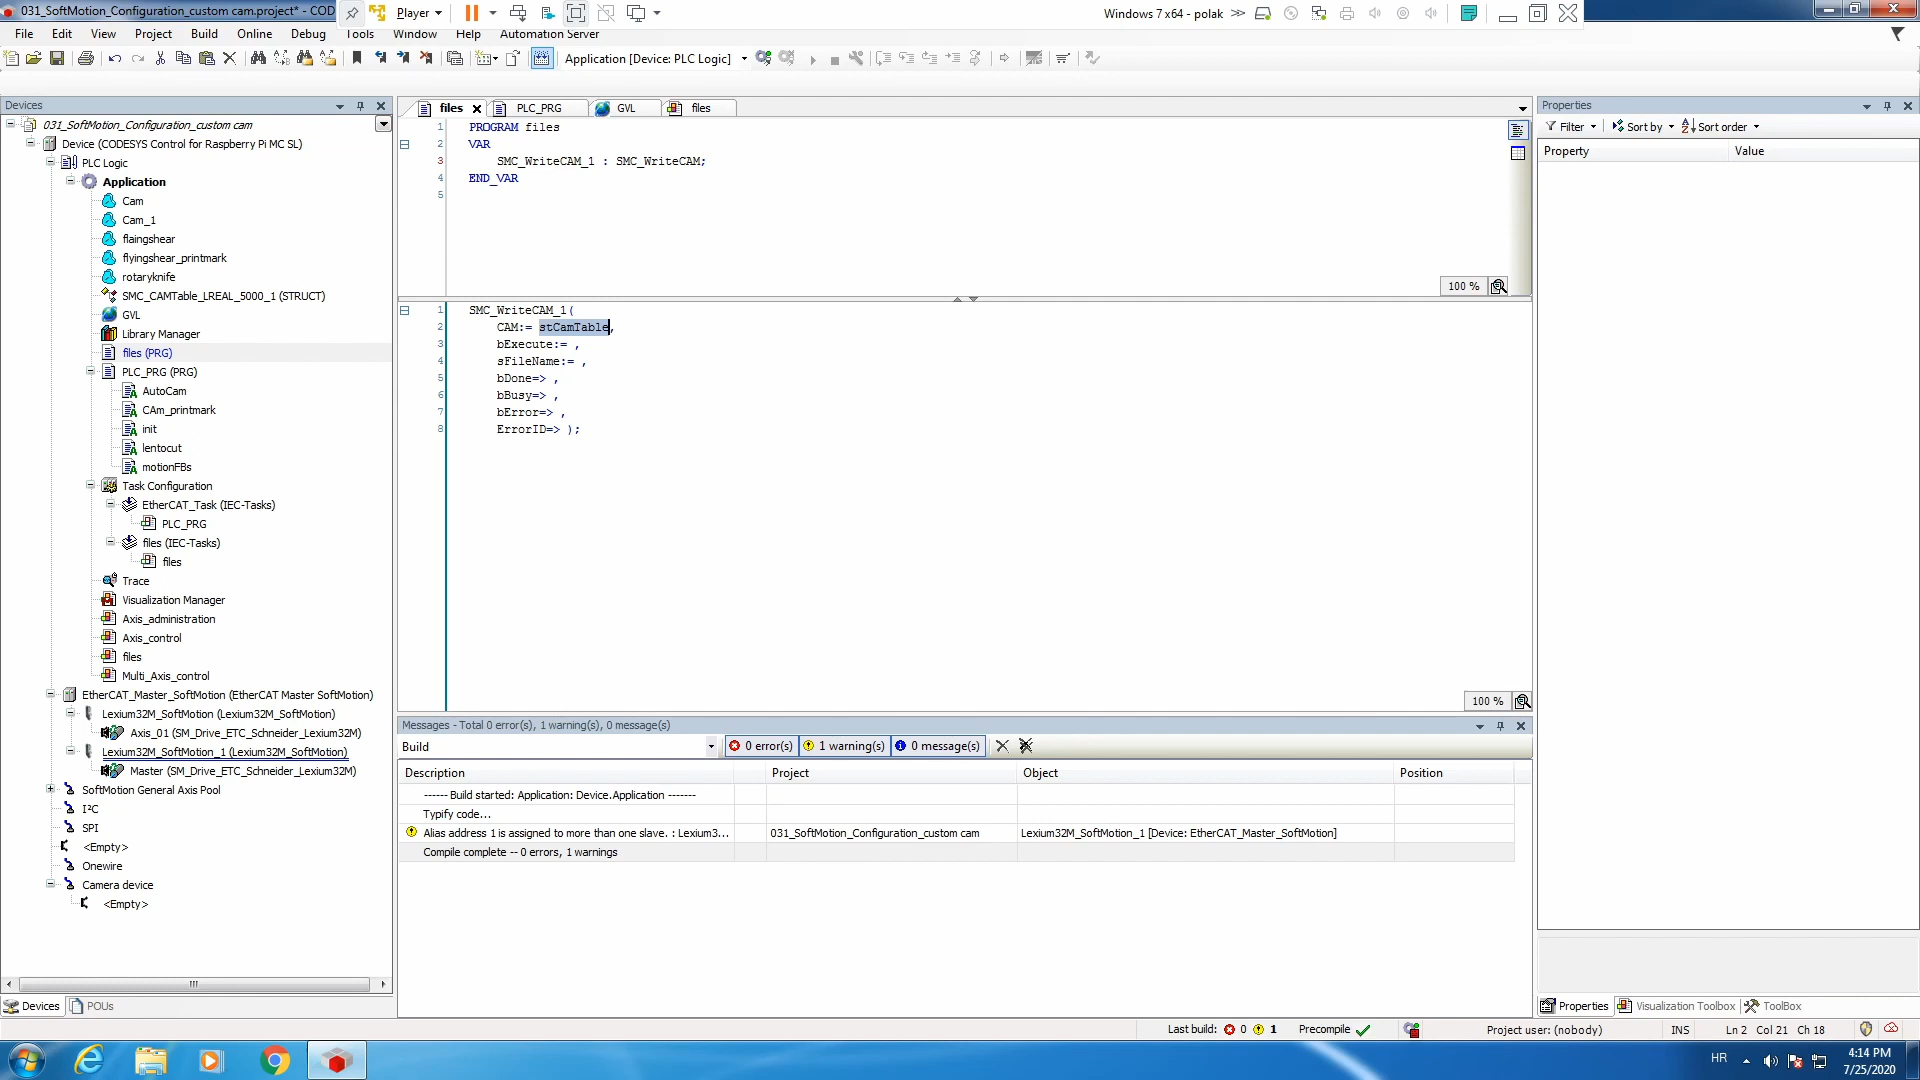 031_SoftMotion_Configuration_custom cam.project* - COD
Player
Windows 7 x64 - polak
File Edit View Project Build Online Debug Tools Window Help Automation Server
Application [Device: PLC Logic]
Devices
031_SoftMotion_Configuration_custom cam
Device (CODESYS Control for Raspberry Pi MC SL)
PLC Logic
Application
Cam
Cam_1
flaingshear
flyingshear_printmark
rotaryknife
SMC_CAMTable_LREAL_5000_1 (STRUCT)
GVL
Library Manager
files (PRG)
PLC_PRG (PRG)
AutoCam
CAm_printmark
init
lentocut
motionFBs
Task Configuration
EtherCAT_Task (IEC-Tasks)
PLC_PRG
files (IEC-Tasks)
files
Trace
Visualization Manager
Axis_administration
Axis_control
files
Multi_Axis_control
EtherCAT_Master_SoftMotion (EtherCAT Master SoftMotion)
Lexium32M_SoftMotion (Lexium32M_SoftMotion)
Axis_01 (SM_Drive_ETC_Schneider_Lexium32M)
Lexium32M_SoftMotion_1 (Lexium32M_SoftMotion)
Master (SM_Drive_ETC_Schneider_Lexium32M)
SoftMotion General Axis Pool
I²C
SPI
<Empty>
Onewire
Camera device
<Empty>
Devices POUs
files PLC_PRG GVL files
1 PROGRAM files
2 VAR
3 SMC_WriteCAM_1 : SMC_WriteCAM;
4 END_VAR
5
100 %
1 SMC_WriteCAM_1(
2 CAM:= stCamTable,
3 bExecute:= ,
4 sFileName:= ,
5 bDone=> ,
6 bBusy=> ,
7 bError=> ,
8 ErrorID=> );
100 %
Messages - Total 0 error(s), 1 warning(s), 0 message(s)
Build 0 error(s) 1 warning(s) 0 message(s)
Description Project Object Position
------ Build started: Application: Device.Application -------
Typify code...
Alias address 1 is assigned to more than one slave. : Lexium3... 031_SoftMotion_Configuration_custom cam Lexium32M_SoftMotion_1 [Device: EtherCAT_Master_SoftMotion]
Compile complete -- 0 errors, 1 warnings
Properties
Filter Sort by Sort order
Property Value
Properties Visualization Toolbox ToolBox
Last build: 0 1 Precompile Project user: (nobody) INS Ln 2 Col 21 Ch 18
HR 4:14 PM
7/25/2020